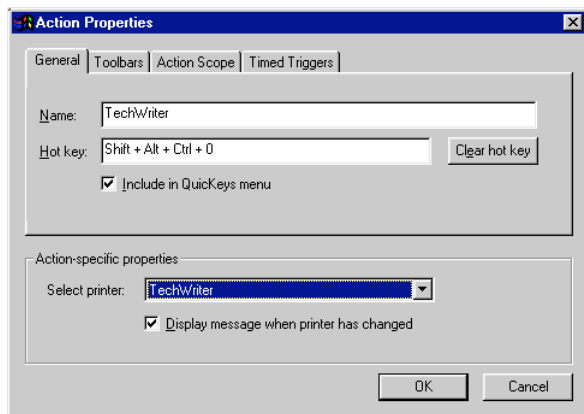 Action Properties
General Toolbars Action Scope Timed Triggers
Name: TechWriter
Hot key: Shift + Alt + Ctrl + 0 Clear hot key
Include in QuicKeys menu
Action-specific properties
Select printer: TechWriter
Display message when printer has changed
OK Cancel